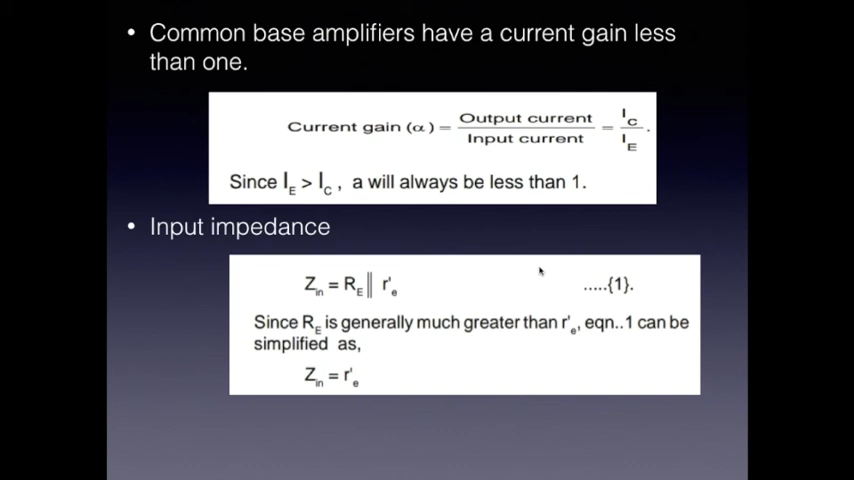 • Common base amplifiers have a current gain less
than one.
Current gain (α) = Output current / Input current = I_C / I_E .
Since I_E > I_C , a will always be less than 1.
• Input impedance
Z_in = R_E || r'_e .....{1}.
Since R_E is generally much greater than r'_e, eqn..1 can be
simplified as,
Z_in = r'_e